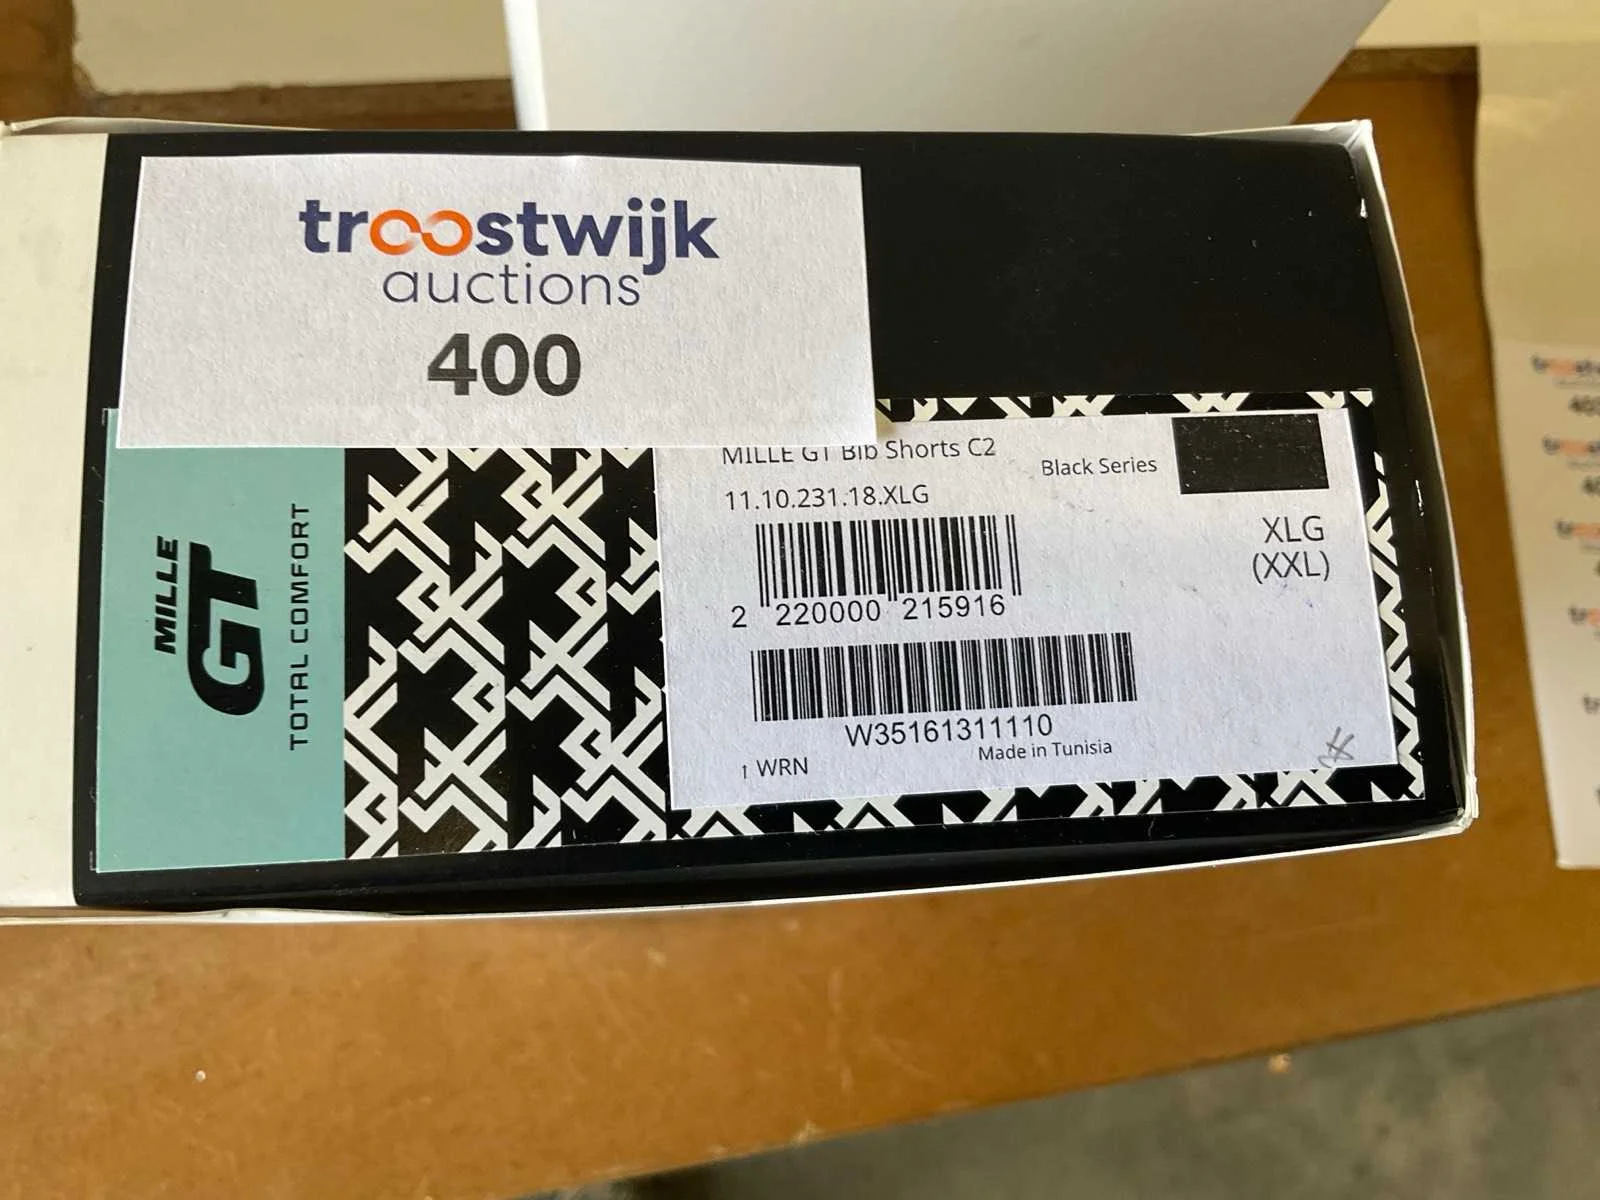 troostwijk
auctions
400
MILLE
GT
TOTAL COMFORT
MILLE GT Bib Shorts C2
Black Series
11.10.231.18.XLG
XLG
(XXL)
2 220000 215916
W35161311110
Made in Tunisia
↑ WRN